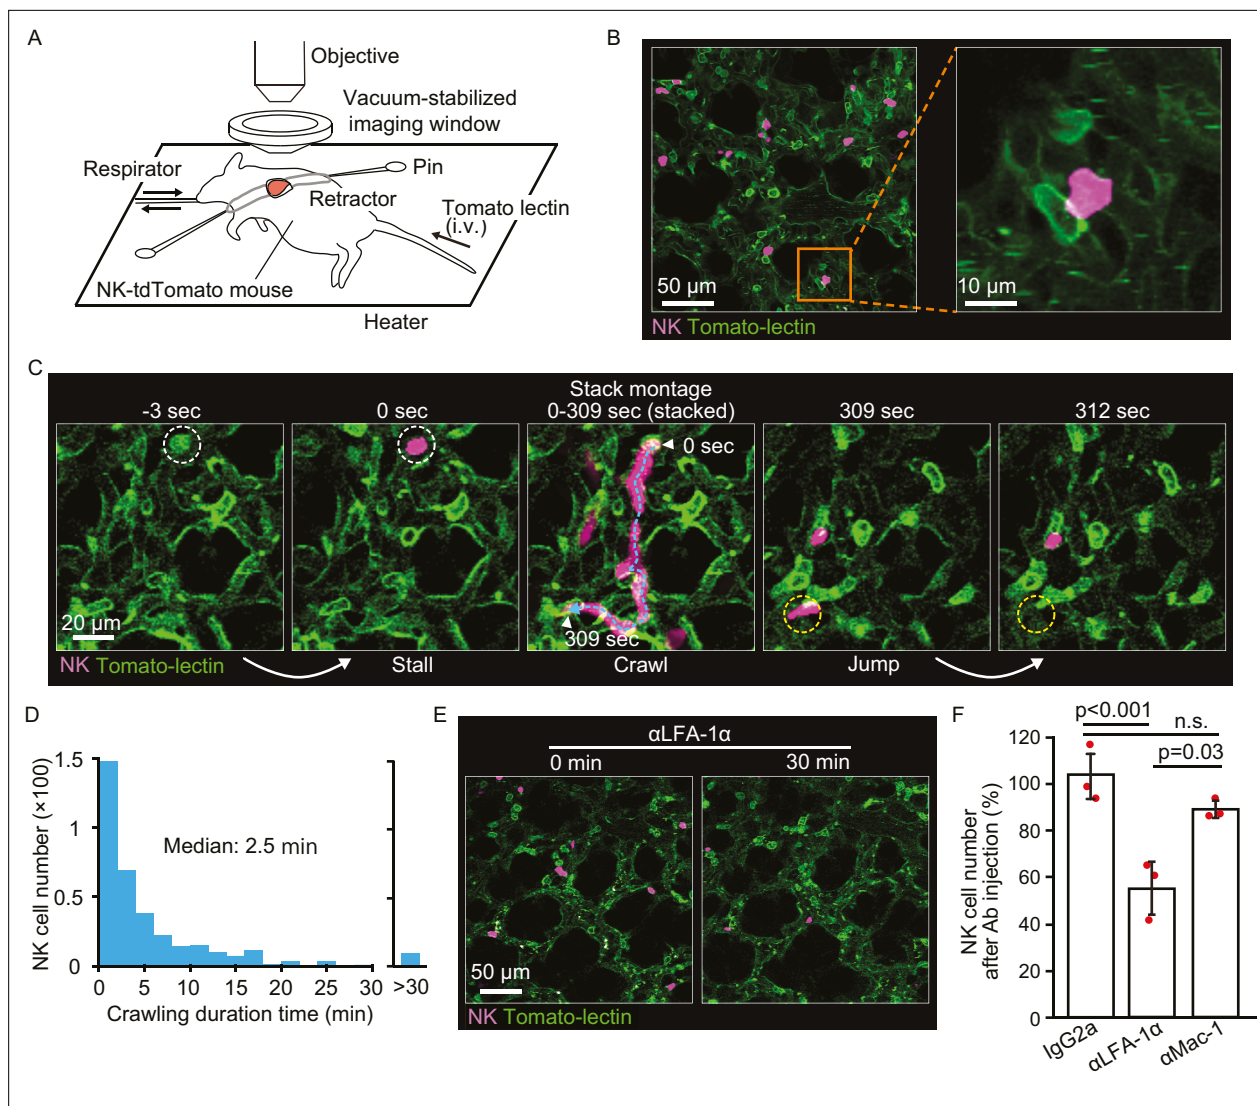 A
Objective
Vacuum-stabilized
imaging window
Respirator
Pin
Retractor
Tomato lectin
(i.v.)
NK-tdTomato mouse
Heater
B
50 µm
10 µm
NK Tomato-lectin
C
Stack montage
-3 sec
0 sec
0-309 sec (stacked)
309 sec
312 sec
0 sec
309 sec
20 µm
NK Tomato-lectin
Stall
Crawl
Jump
D
NK cell number (×100)
1.5
1
0.5
0
Median: 2.5 min
0 5 10 15 20 25 30 >30
Crawling duration time (min)
E
αLFA-1α
0 min
30 min
50 µm
NK Tomato-lectin
F
p<0.001
n.s.
p=0.03
NK cell number
after Ab injection (%)
120
100
80
60
40
20
0
IgG2a
αLFA-1α
αMac-1